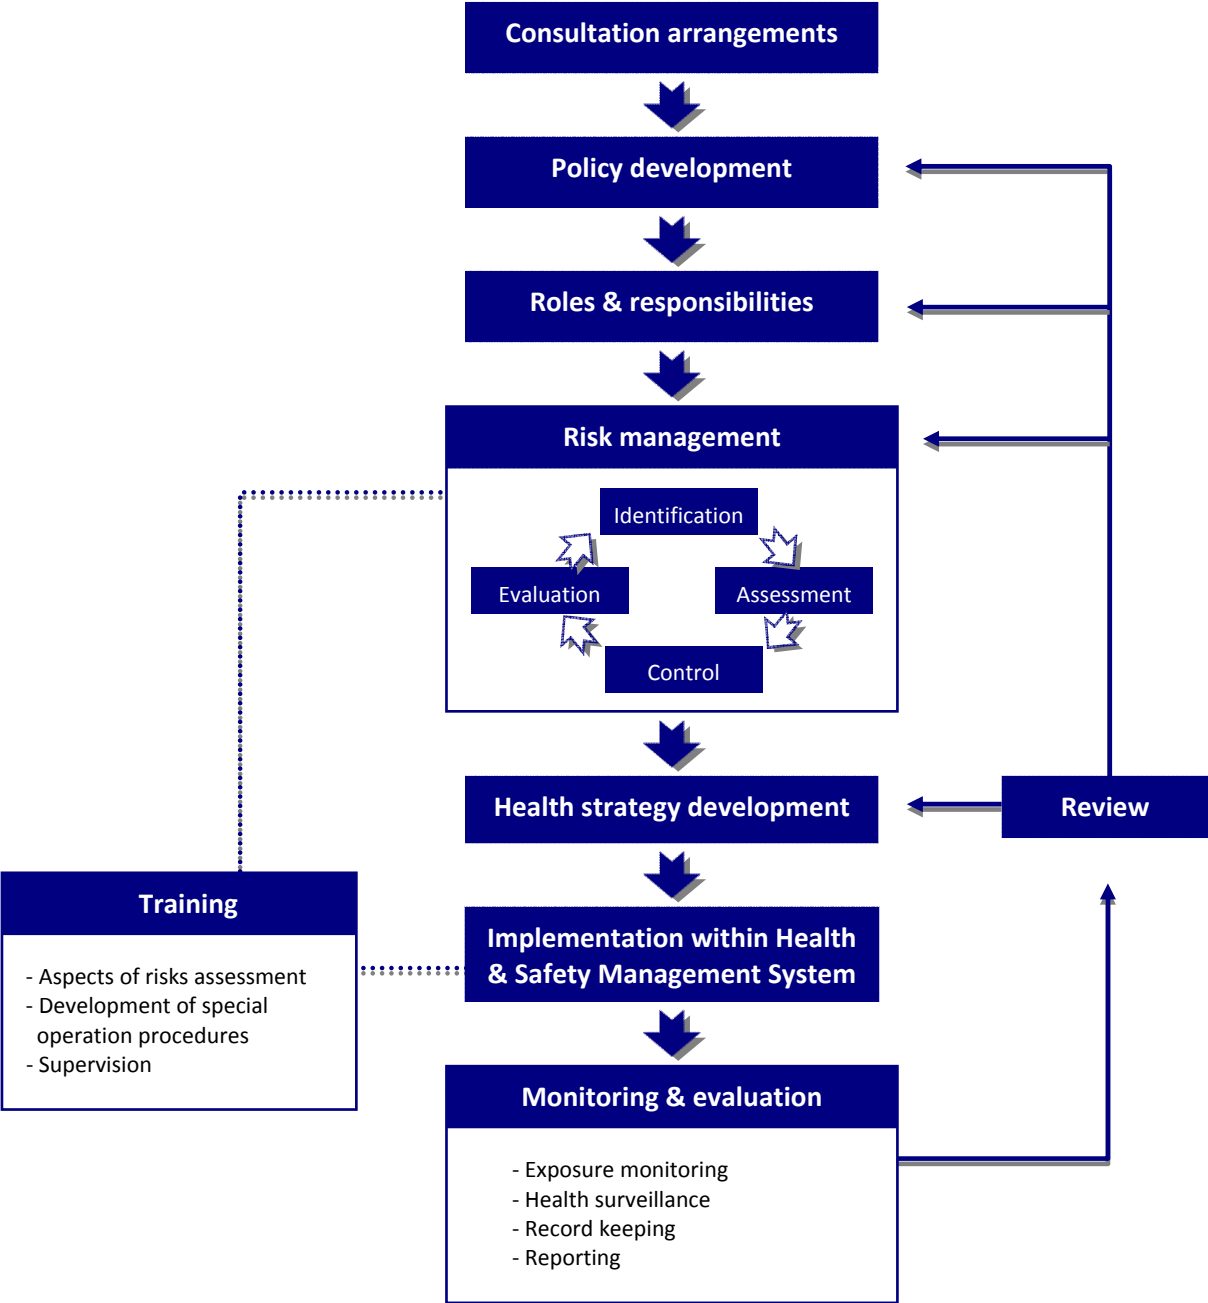 Consultation arrangements
Policy development
Roles & responsibilities
Risk management
Identification
Evaluation
Assessment
Control
Health strategy development
Review
Training
- Aspects of risks assessment
- Development of special
operation procedures
- Supervision
Implementation within Health
& Safety Management System
Monitoring & evaluation
- Exposure monitoring
- Health surveillance
- Record keeping
- Reporting